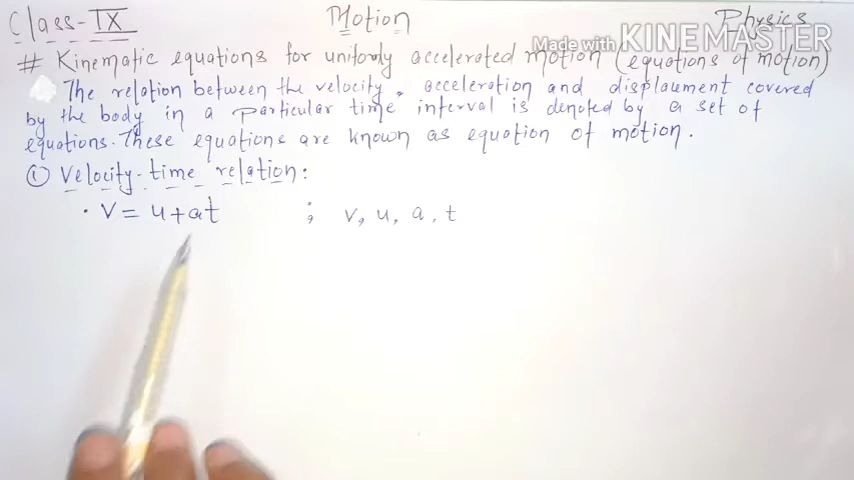 Class-IX Motion Physics
Made with KINEMASTER
# Kinematic equations for uniformly accelerated motion (equations of motion)
The relation between the velocity, acceleration and displacement covered
by the body in a particular time interval is denoted by a set of
equations. These equations are known as equation of motion.
① Velocity-time relation:
· v = u + at ; v, u, a, t